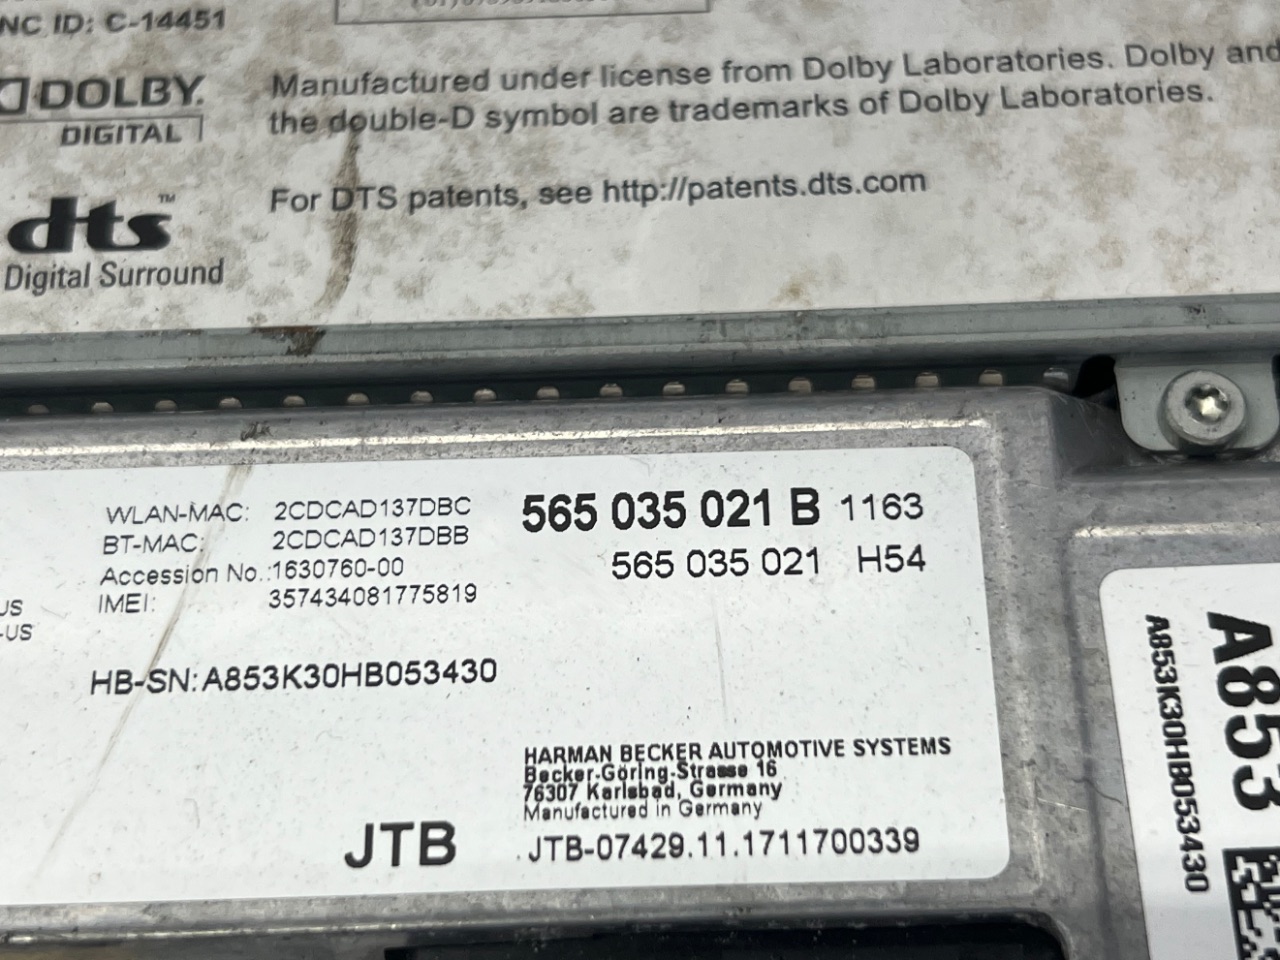 NC ID: C-14451
DOLBY
DIGITAL
Manufactured under license from Dolby Laboratories. Dolby and
the double-D symbol are trademarks of Dolby Laboratories.
dts™
Digital Surround
For DTS patents, see http://patents.dts.com
WLAN-MAC: 2CDCAD137DBC
BT-MAC: 2CDCAD137DBB
Accession No.:1630760-00
IMEI: 357434081775819
US
-US
565 035 021 B 1163
565 035 021 H54
HB-SN:A853K30HB053430
HARMAN BECKER AUTOMOTIVE SYSTEMS
Becker-Göring-Strasse 16
76307 Karlsbad, Germany
Manufactured in Germany
JTB
JTB-07429.11.1711700339
A853K30HB053430
A853